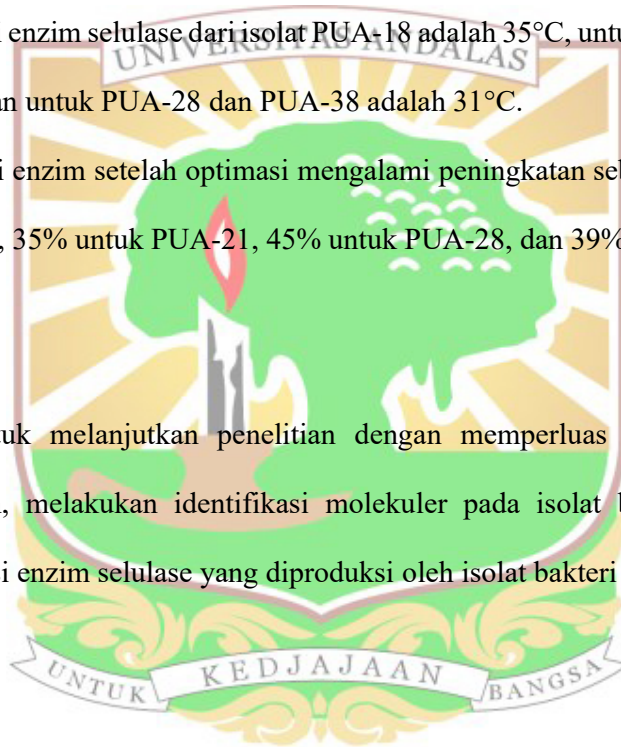 i enzim selulase dari isolat PUA-18 adalah 35°C, untu
UNIVERSITAS ANDALAS
an untuk PUA-28 dan PUA-38 adalah 31°C.
i enzim setelah optimasi mengalami peningkatan seb
, 35% untuk PUA-21, 45% untuk PUA-28, dan 39%
uk melanjutkan penelitian dengan memperluas
, melakukan identifikasi molekuler pada isolat b
i enzim selulase yang diproduksi oleh isolat bakteri
UNTUK KEDJAJAAN BANGSA